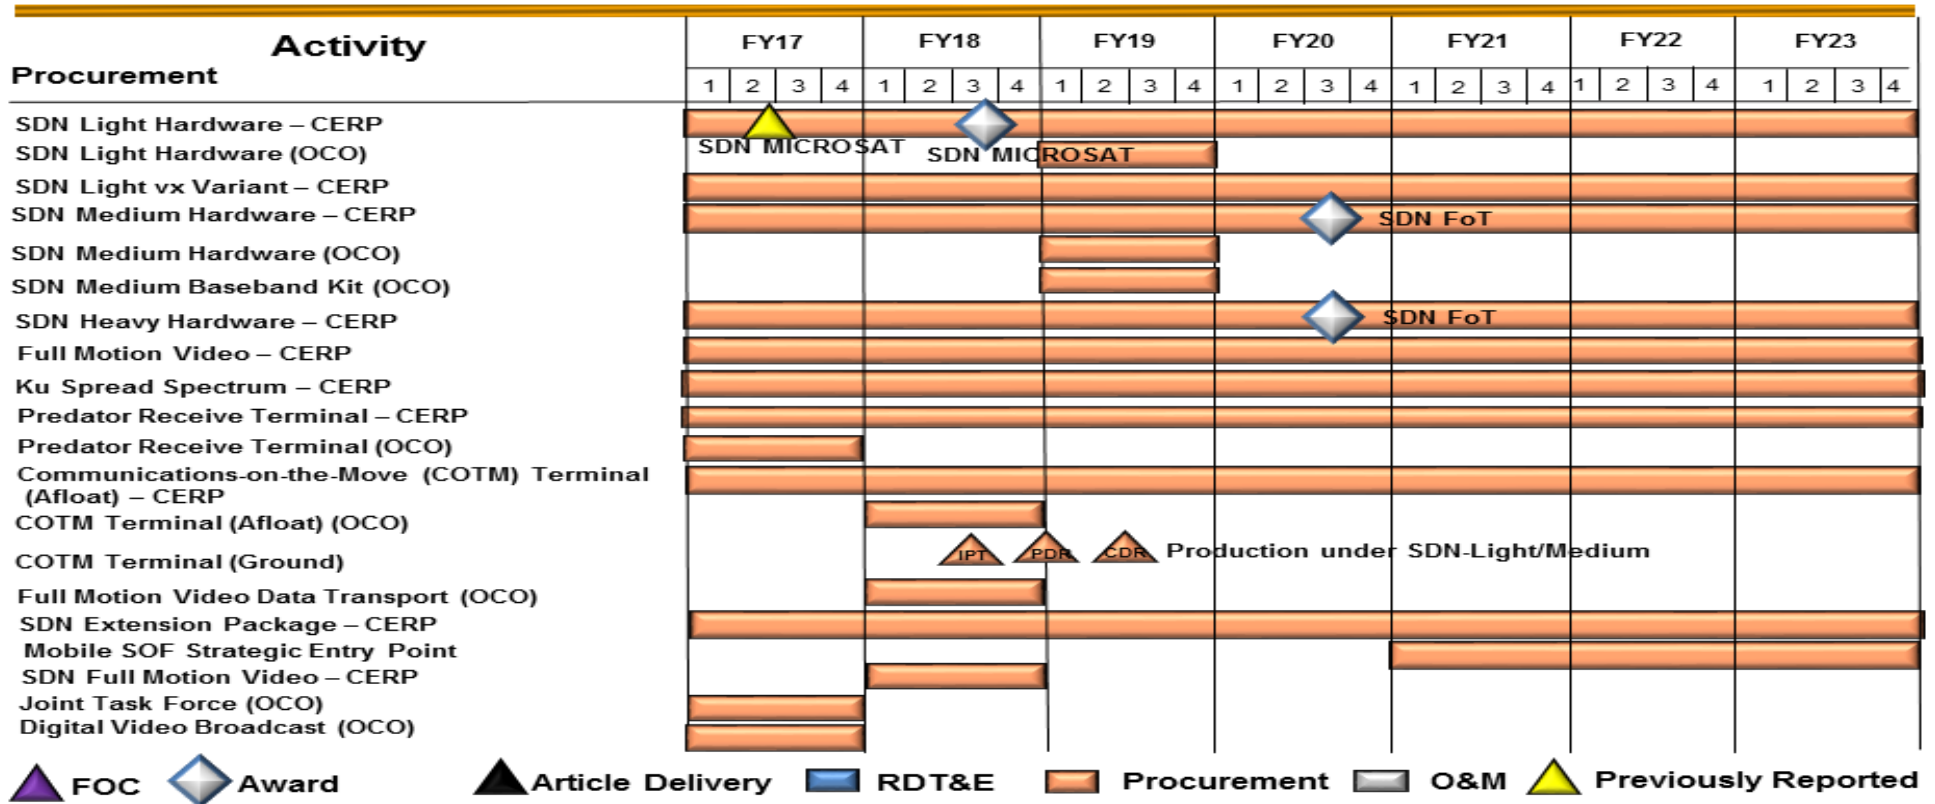 Activity FY17 FY18 FY19 FY20 FY21 FY22 FY23
Procurement 1 2 3 4 1 2 3 4 1 2 3 4 1 2 3 4 1 2 3 4 1 2 3 4 1 2 3 4
SDN Light Hardware – CERP
SDN MICROSAT
SDN Light Hardware (OCO) SDN MICROSAT
SDN Light vx Variant – CERP
SDN Medium Hardware – CERP SDN FoT
SDN Medium Hardware (OCO)
SDN Medium Baseband Kit (OCO)
SDN Heavy Hardware – CERP SDN FoT
Full Motion Video – CERP
Ku Spread Spectrum – CERP
Predator Receive Terminal – CERP
Predator Receive Terminal (OCO)
Communications-on-the-Move (COTM) Terminal
(Afloat) – CERP
COTM Terminal (Afloat) (OCO)
COTM Terminal (Ground) IPT PDR CDR Production under SDN-Light/Medium
Full Motion Video Data Transport (OCO)
SDN Extension Package – CERP
Mobile SOF Strategic Entry Point
SDN Full Motion Video – CERP
Joint Task Force (OCO)
Digital Video Broadcast (OCO)
FOC Award Article Delivery RDT&E Procurement O&M Previously Reported